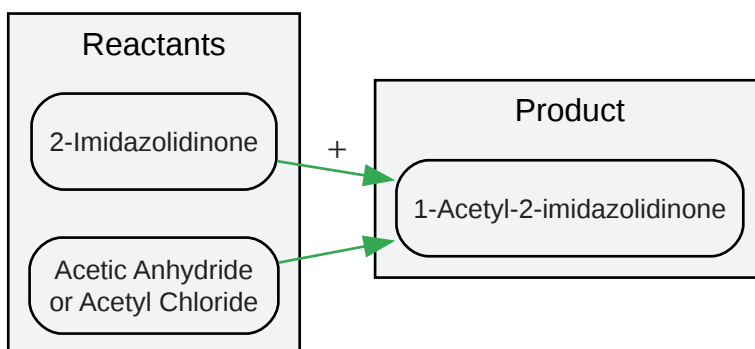 Reactants
2-Imidazolidinone
Acetic Anhydride
or Acetyl Chloride
+
Product
1-Acetyl-2-imidazolidinone